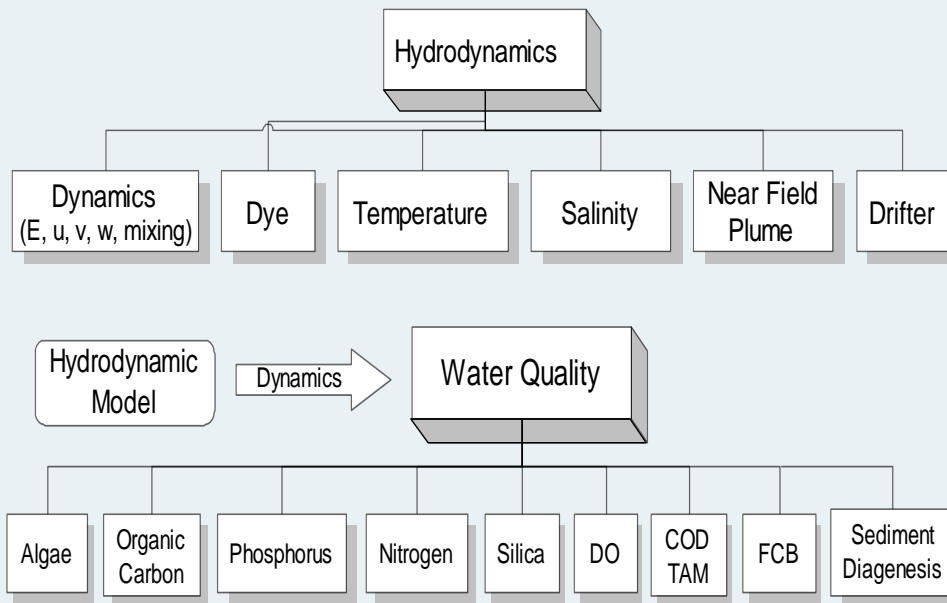 Hydrodynamics
Dynamics
(E, u, v, w, mixing)
Dye
Temperature
Salinity
Near Field
Plume
Drifter
Hydrodynamic
Model
Dynamics
Water Quality
Algae
Organic
Carbon
Phosphorus
Nitrogen
Silica
DO
COD
TAM
FCB
Sediment
Diagenesis